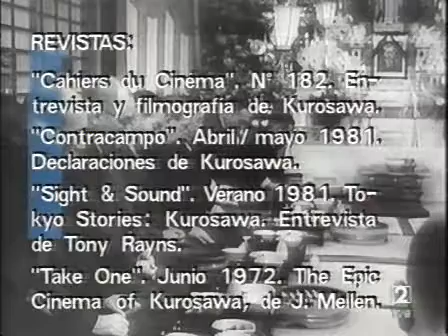 REVISTAS:
"Cahiers du Cinéma". Nº 182. En-
trevista y filmografía de Kurosawa.
"Contracampo". Abril/mayo 1981.
Declaraciones de Kurosawa.
"Sight & Sound". Verano 1981. To-
kyo Stories: Kurosawa. Entrevista
de Tony Rayns.
"Take One". Junio 1972. The Epic
Cinema of Kurosawa, de J. Mellen.
2